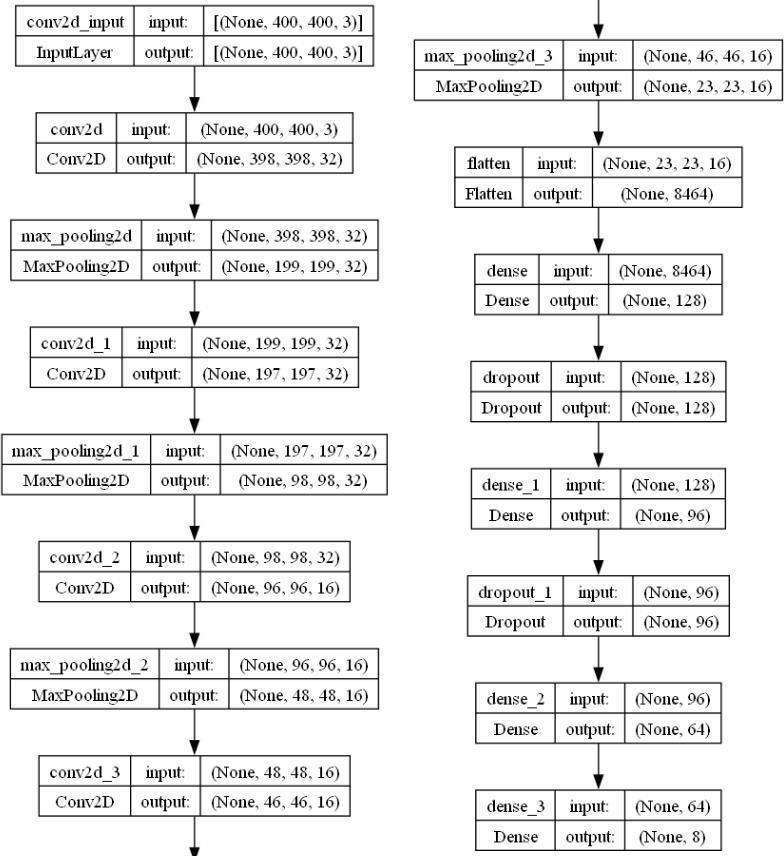 conv2d_input input: [(None, 400, 400, 3)]
InputLayer output: [(None, 400, 400, 3)]
conv2d input: (None, 400, 400, 3)
Conv2D output: (None, 398, 398, 32)
max_pooling2d input: (None, 398, 398, 32)
MaxPooling2D output: (None, 199, 199, 32)
conv2d_1 input: (None, 199, 199, 32)
Conv2D output: (None, 197, 197, 32)
max_pooling2d_1 input: (None, 197, 197, 32)
MaxPooling2D output: (None, 98, 98, 32)
conv2d_2 input: (None, 98, 98, 32)
Conv2D output: (None, 96, 96, 16)
max_pooling2d_2 input: (None, 96, 96, 16)
MaxPooling2D output: (None, 48, 48, 16)
conv2d_3 input: (None, 48, 48, 16)
Conv2D output: (None, 46, 46, 16)
max_pooling2d_3 input: (None, 46, 46, 16)
MaxPooling2D output: (None, 23, 23, 16)
flatten input: (None, 23, 23, 16)
Flatten output: (None, 8464)
dense input: (None, 8464)
Dense output: (None, 128)
dropout input: (None, 128)
Dropout output: (None, 128)
dense_1 input: (None, 128)
Dense output: (None, 96)
dropout_1 input: (None, 96)
Dropout output: (None, 96)
dense_2 input: (None, 96)
Dense output: (None, 64)
dense_3 input: (None, 64)
Dense output: (None, 8)